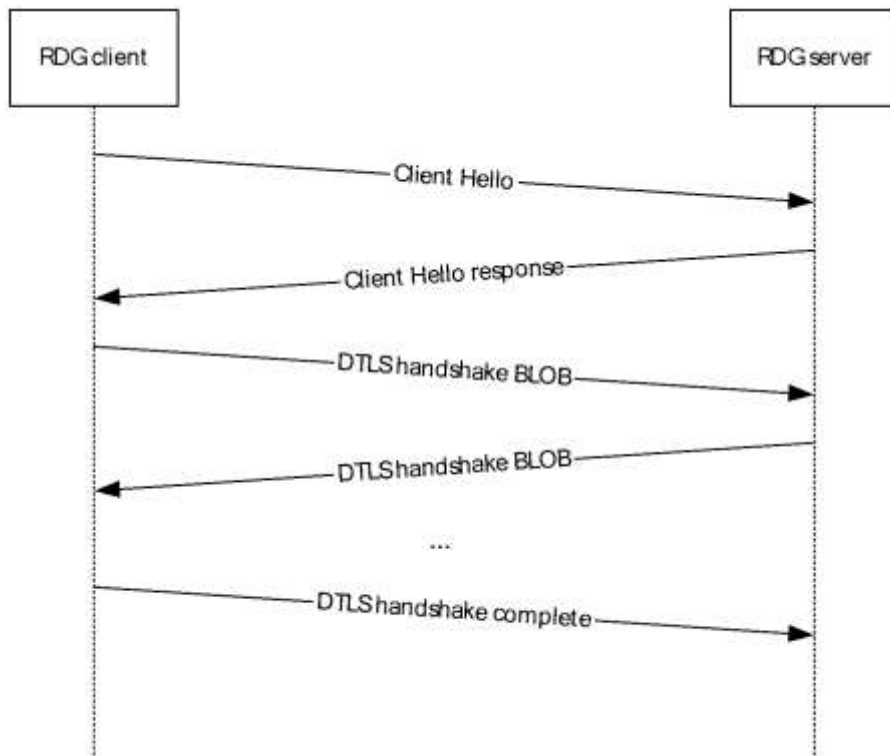 RDG client
RDG server
Client Hello
Client Hello response
DTLS handshake BLOB
DTLS handshake BLOB
...
DTLS handshake complete